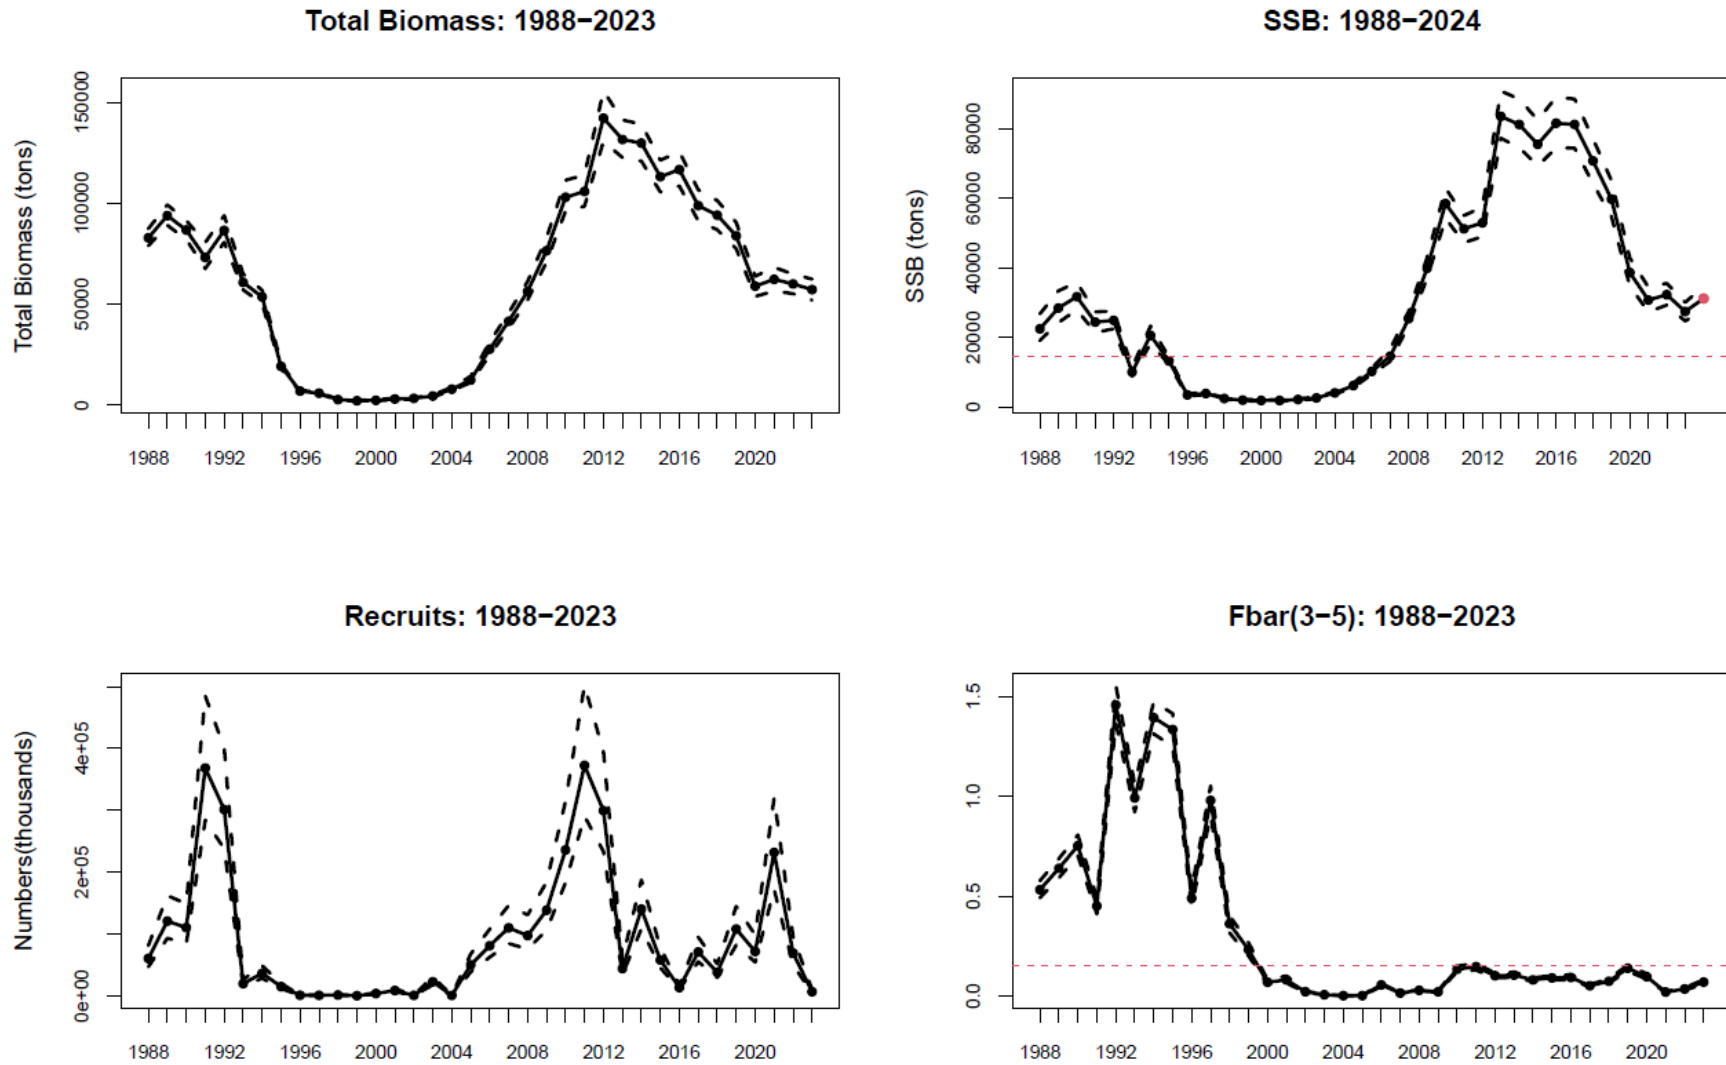 Total Biomass: 1988−2023
Total Biomass (tons)
150000
100000
50000
0
1988 1992 1996 2000 2004 2008 2012 2016 2020
SSB: 1988−2024
SSB (tons)
80000
60000
40000
20000
0
1988 1992 1996 2000 2004 2008 2012 2016 2020
Recruits: 1988−2023
Numbers(thousands)
4e+05
2e+05
0e+00
1988 1992 1996 2000 2004 2008 2012 2016 2020
Fbar(3−5): 1988−2023
1.5
1.0
0.5
0.0
1988 1992 1996 2000 2004 2008 2012 2016 2020